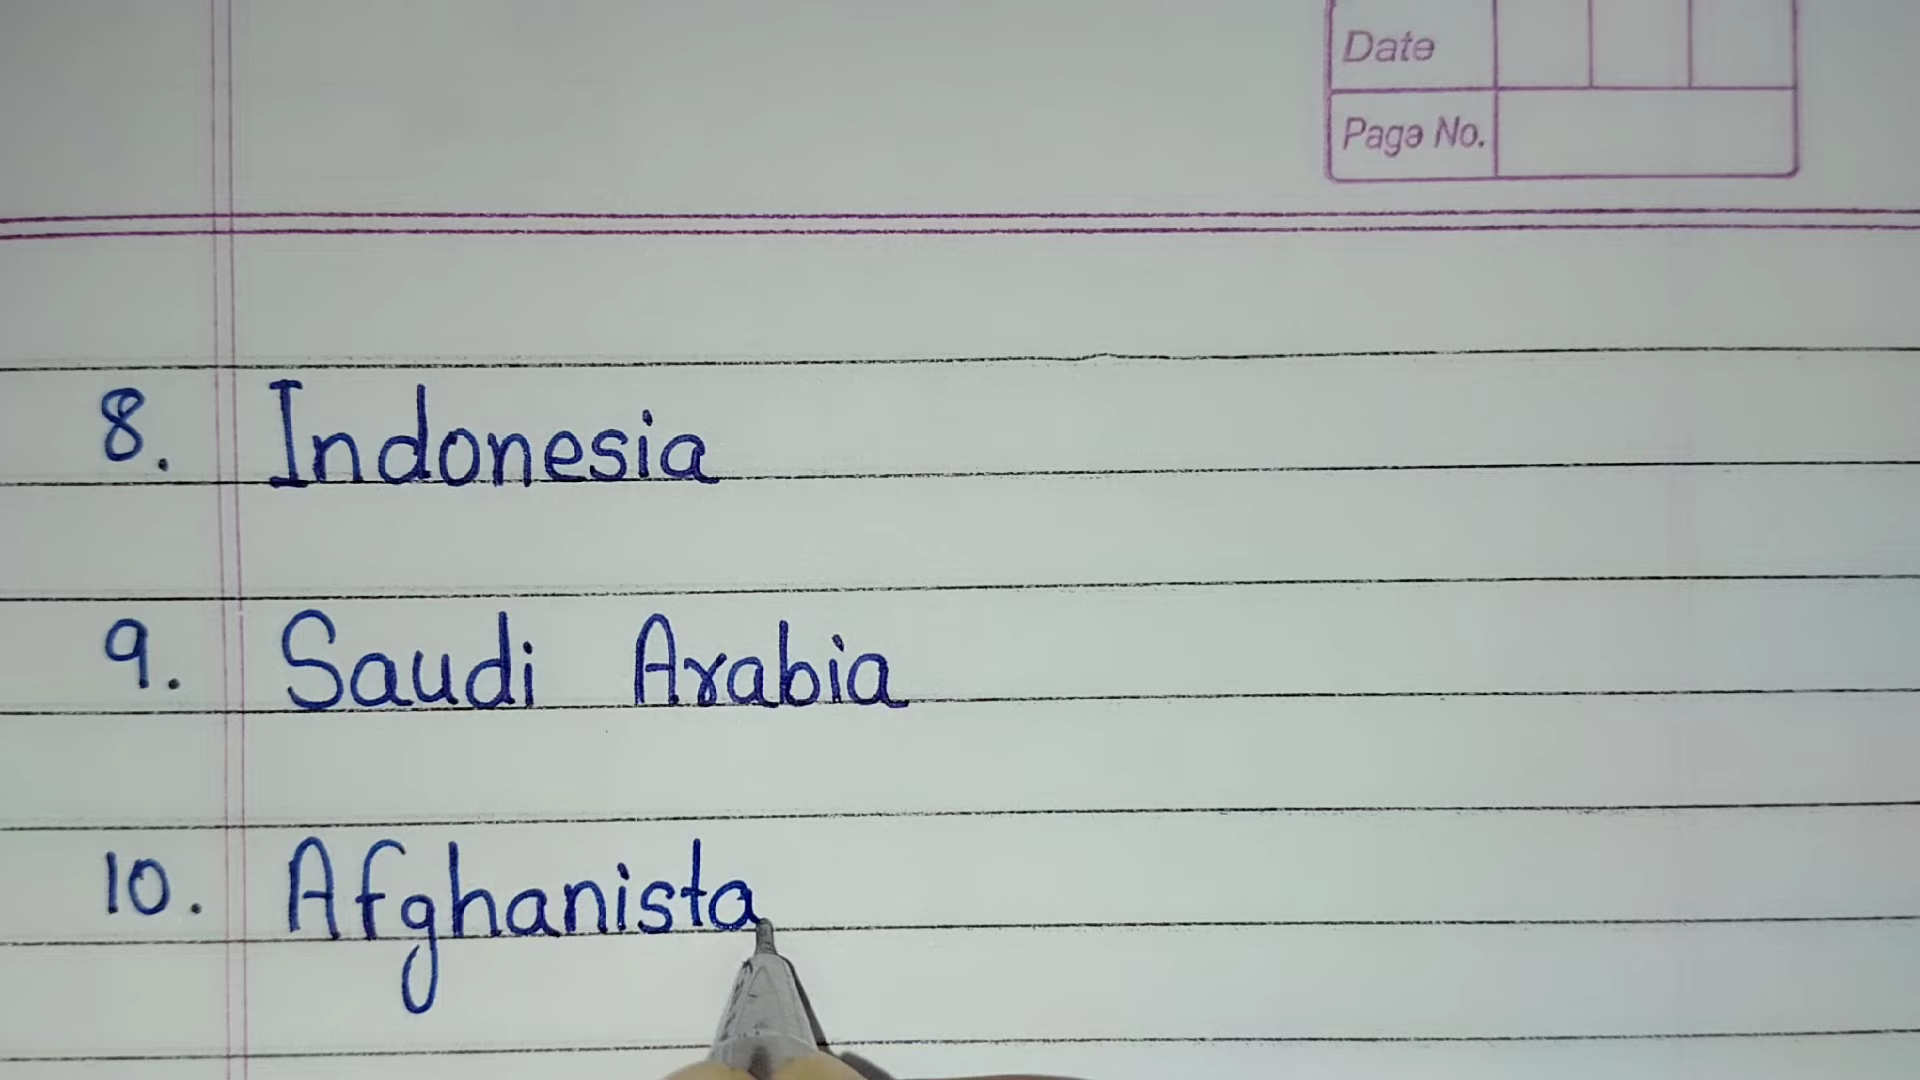 Date
Page No.
8. Indonesia
9. Saudi Arabia
10. Afghanista